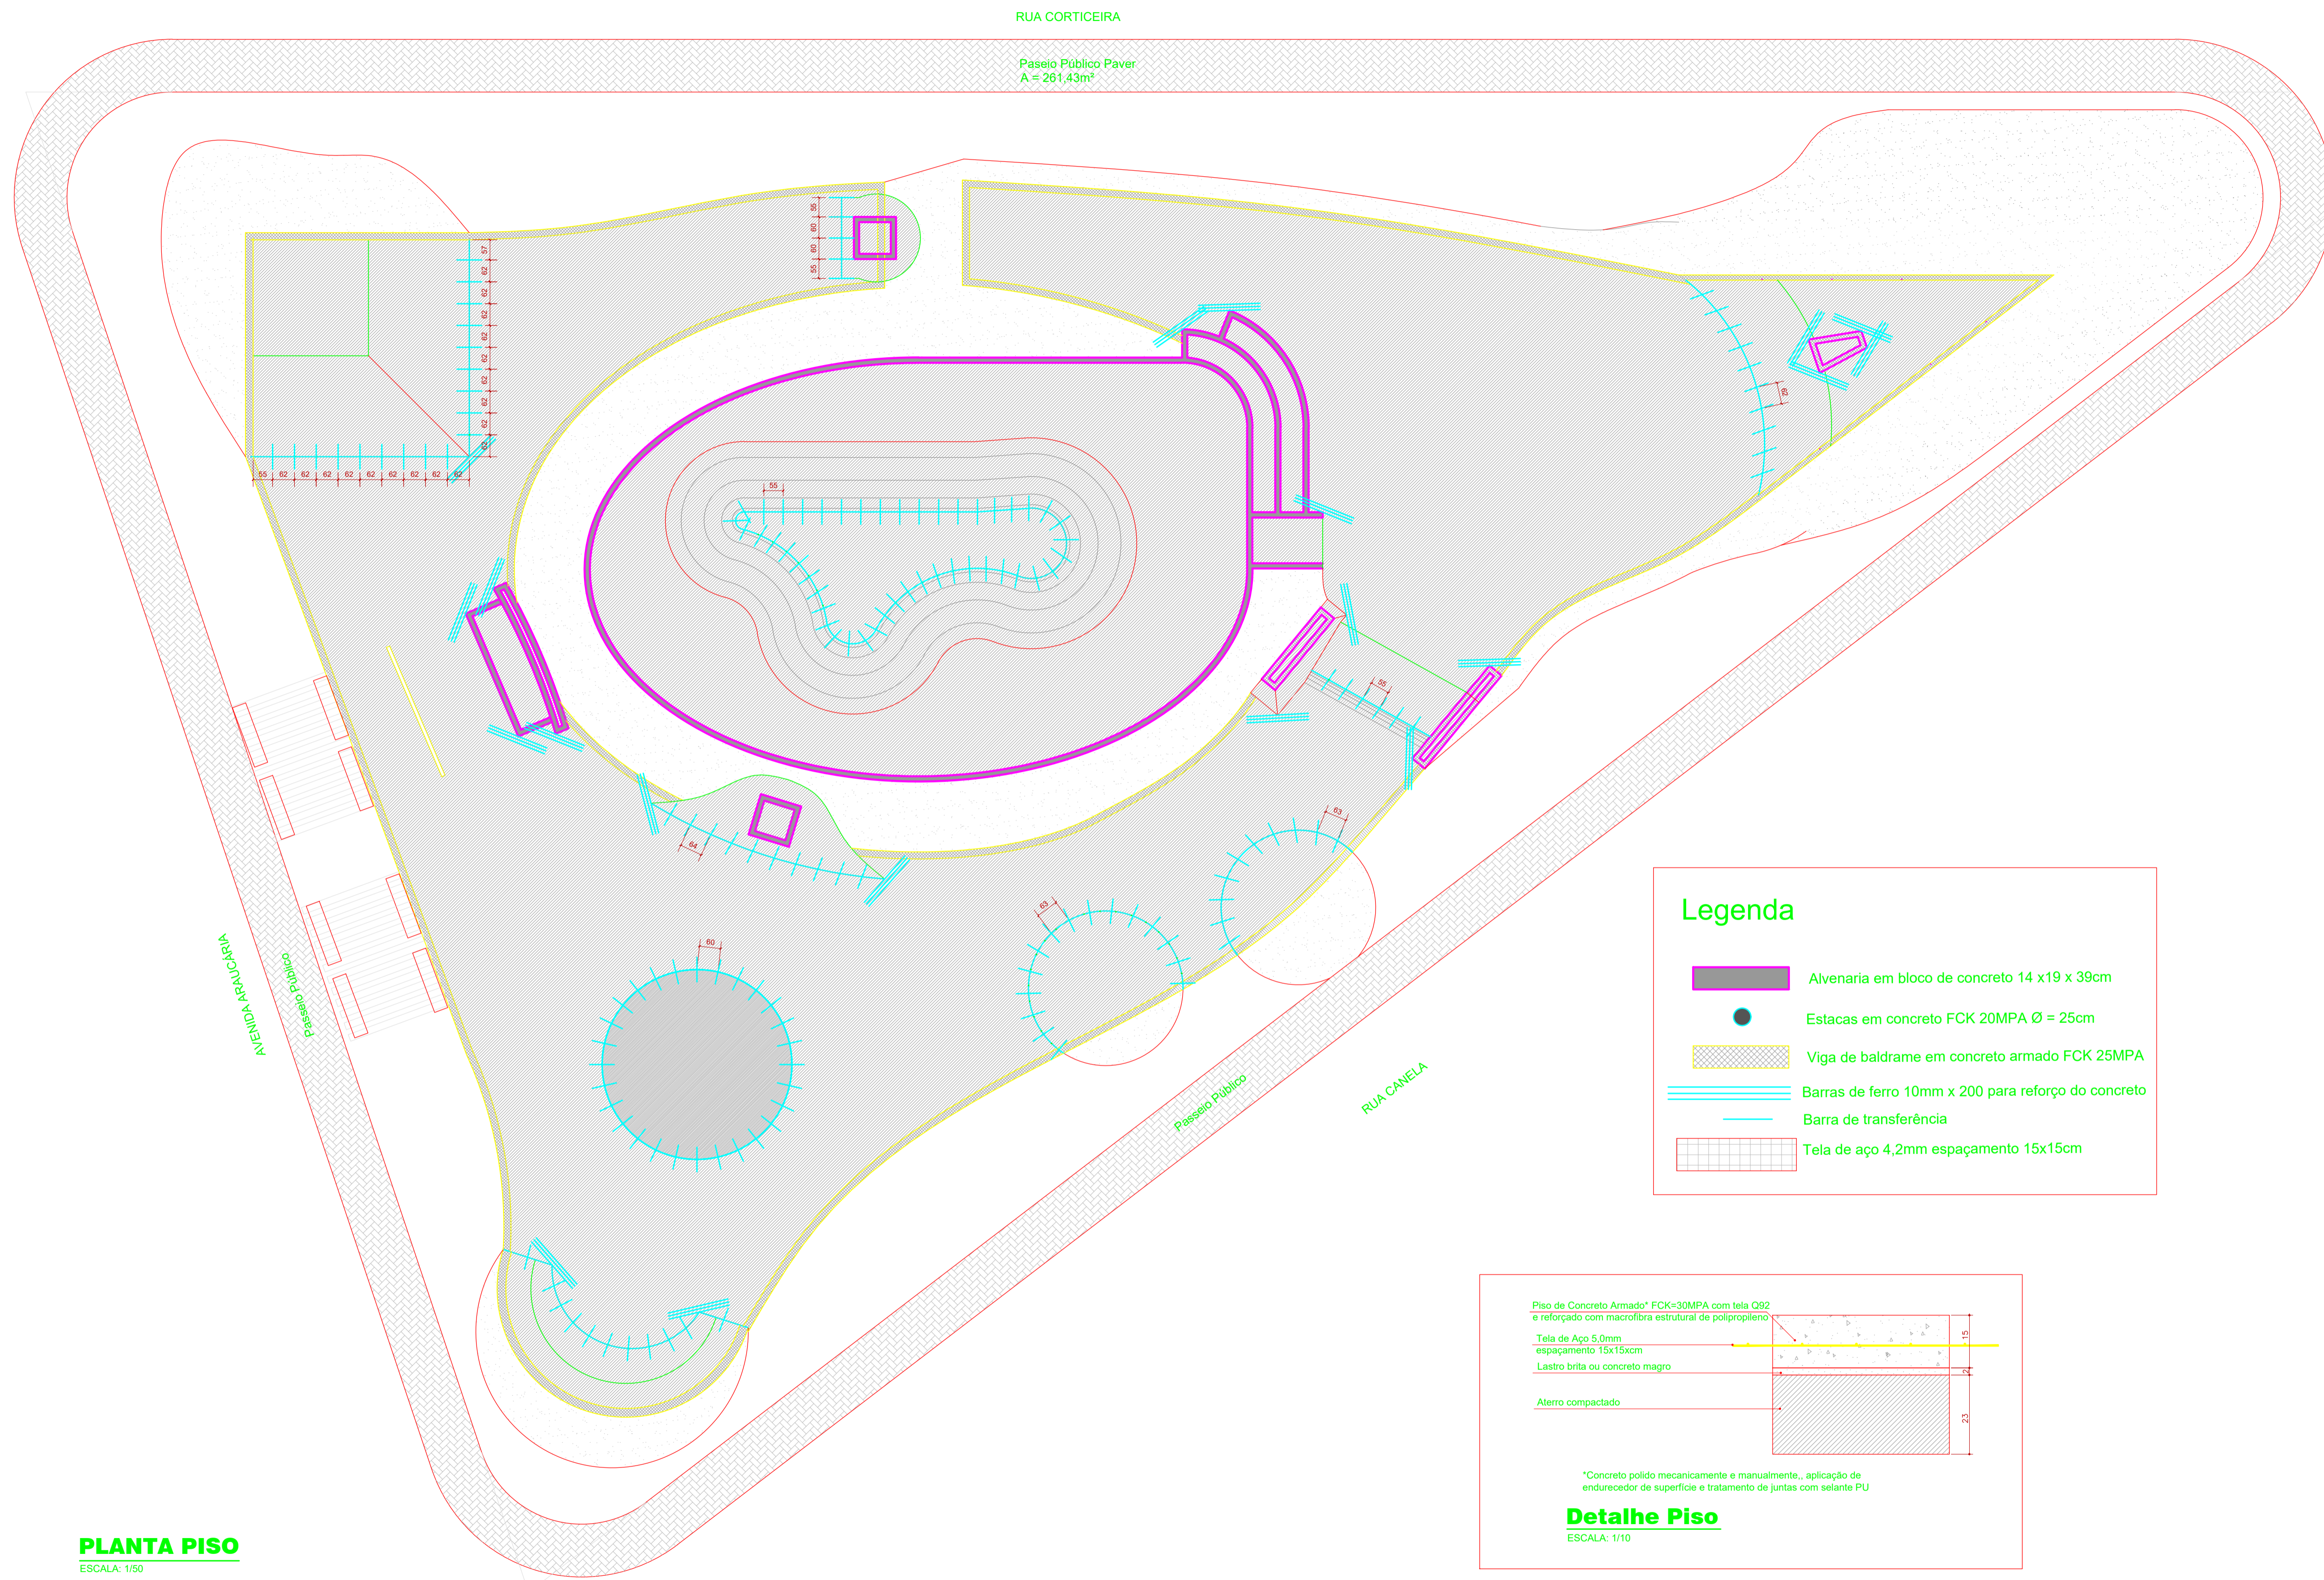 RUA CORTICEIRA
Paseio Público Paver
A = 261,43m²
55
60
60
55
57
62
62
62
62
62
62
62
62
62
55
62
62
62
62
62
62
62
62
62
55
62
55
64
63
63
60
AVENIDA ARAUCÁRIA
Passeio Público
Passeio Público
RUA CANELA
Legenda
Alvenaria em bloco de concreto 14 x19 x 39cm
Estacas em concreto FCK 20MPA Ø = 25cm
Viga de baldrame em concreto armado FCK 25MPA
Barras de ferro 10mm x 200 para reforço do concreto
Barra de transferência
Tela de aço 4,2mm espaçamento 15x15cm
Piso de Concreto Armado* FCK=30MPA com tela Q92
e reforçado com macrofibra estrutural de polipropileno
Tela de Aço 5,0mm
espaçamento 15x15xcm
Lastro brita ou concreto magro
Aterro compactado
15
2
23
*Concreto polido mecanicamente e manualmente,, aplicação de
endurecedor de superfície e tratamento de juntas com selante PU
Detalhe Piso
ESCALA: 1/10
PLANTA PISO
ESCALA: 1/50